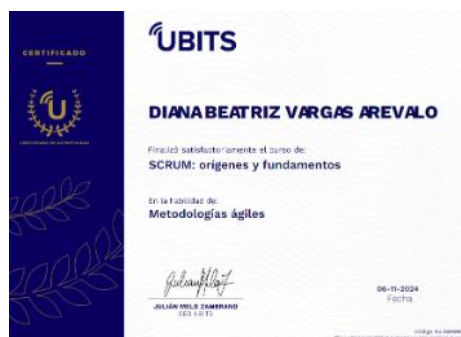 CERTIFICADO
UBITS
DIANA BEATRIZ VARGAS AREVALO
Finalizó satisfactoriamente el curso de:
SCRUM: orígenes y fundamentos
En la habilidad de:
Metodologías ágiles
JULIÁN MELO ZAMBRANO
CEO UBITS
06-11-2024
Fecha